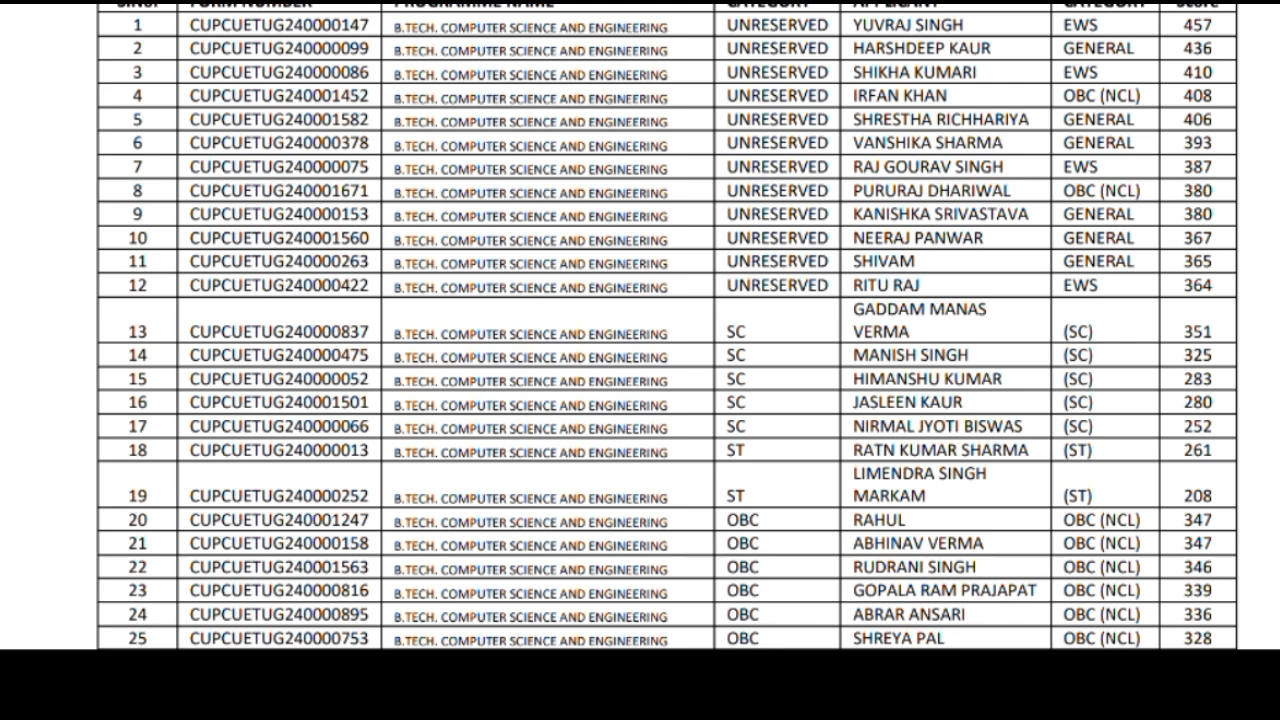 1 CUPCUETUG240000147 B.TECH. COMPUTER SCIENCE AND ENGINEERING UNRESERVED YUVRAJ SINGH EWS 457
2 CUPCUETUG240000099 B.TECH. COMPUTER SCIENCE AND ENGINEERING UNRESERVED HARSHDEEP KAUR GENERAL 436
3 CUPCUETUG240000086 B.TECH. COMPUTER SCIENCE AND ENGINEERING UNRESERVED SHIKHA KUMARI EWS 410
4 CUPCUETUG240001452 B.TECH. COMPUTER SCIENCE AND ENGINEERING UNRESERVED IRFAN KHAN OBC (NCL) 408
5 CUPCUETUG240001582 B.TECH. COMPUTER SCIENCE AND ENGINEERING UNRESERVED SHRESTHA RICHHARIYA GENERAL 406
6 CUPCUETUG240000378 B.TECH. COMPUTER SCIENCE AND ENGINEERING UNRESERVED VANSHIKA SHARMA GENERAL 393
7 CUPCUETUG240000075 B.TECH. COMPUTER SCIENCE AND ENGINEERING UNRESERVED RAJ GOURAV SINGH EWS 387
8 CUPCUETUG240001671 B.TECH. COMPUTER SCIENCE AND ENGINEERING UNRESERVED PURURAJ DHARIWAL OBC (NCL) 380
9 CUPCUETUG240000153 B.TECH. COMPUTER SCIENCE AND ENGINEERING UNRESERVED KANISHKA SRIVASTAVA GENERAL 380
10 CUPCUETUG240001560 B.TECH. COMPUTER SCIENCE AND ENGINEERING UNRESERVED NEERAJ PANWAR GENERAL 367
11 CUPCUETUG240000263 B.TECH. COMPUTER SCIENCE AND ENGINEERING UNRESERVED SHIVAM GENERAL 365
12 CUPCUETUG240000422 B.TECH. COMPUTER SCIENCE AND ENGINEERING UNRESERVED RITU RAJ EWS 364
GADDAM MANAS
13 CUPCUETUG240000837 B.TECH. COMPUTER SCIENCE AND ENGINEERING SC VERMA (SC) 351
14 CUPCUETUG240000475 B.TECH. COMPUTER SCIENCE AND ENGINEERING SC MANISH SINGH (SC) 325
15 CUPCUETUG240000052 B.TECH. COMPUTER SCIENCE AND ENGINEERING SC HIMANSHU KUMAR (SC) 283
16 CUPCUETUG240001501 B.TECH. COMPUTER SCIENCE AND ENGINEERING SC JASLEEN KAUR (SC) 280
17 CUPCUETUG240000066 B.TECH. COMPUTER SCIENCE AND ENGINEERING SC NIRMAL JYOTI BISWAS (SC) 252
18 CUPCUETUG240000013 B.TECH. COMPUTER SCIENCE AND ENGINEERING ST RATN KUMAR SHARMA (ST) 261
LIMENDRA SINGH
19 CUPCUETUG240000252 B.TECH. COMPUTER SCIENCE AND ENGINEERING ST MARKAM (ST) 208
20 CUPCUETUG240001247 B.TECH. COMPUTER SCIENCE AND ENGINEERING OBC RAHUL OBC (NCL) 347
21 CUPCUETUG240000158 B.TECH. COMPUTER SCIENCE AND ENGINEERING OBC ABHINAV VERMA OBC (NCL) 347
22 CUPCUETUG240001563 B.TECH. COMPUTER SCIENCE AND ENGINEERING OBC RUDRANI SINGH OBC (NCL) 346
23 CUPCUETUG240000816 B.TECH. COMPUTER SCIENCE AND ENGINEERING OBC GOPALA RAM PRAJAPAT OBC (NCL) 339
24 CUPCUETUG240000895 B.TECH. COMPUTER SCIENCE AND ENGINEERING OBC ABRAR ANSARI OBC (NCL) 336
25 CUPCUETUG240000753 B.TECH. COMPUTER SCIENCE AND ENGINEERING OBC SHREYA PAL OBC (NCL) 328